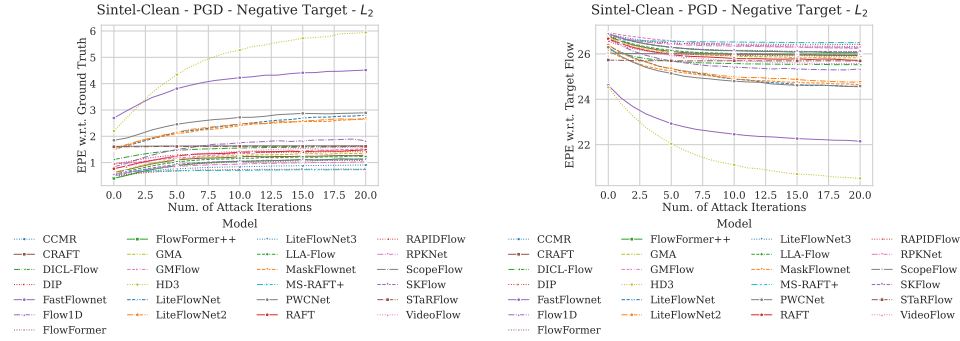 Sintel-Clean - PGD - Negative Target - L2
EPE w.r.t. Ground Truth
6
5
4
3
2
1
0.0 2.5 5.0 7.5 10.0 12.5 15.0 17.5 20.0
Num. of Attack Iterations
Model
CCMR FlowFormer++ LiteFlowNet3 RAPIDFlow
CRAFT GMA LLA-Flow RPKNet
DICL-Flow GMFlow MaskFlownet ScopeFlow
DIP HD3 MS-RAFT+ SKFlow
FastFlownet LiteFlowNet PWCNet STaRFlow
Flow1D LiteFlowNet2 RAFT VideoFlow
FlowFormer
Sintel-Clean - PGD - Negative Target - L2
EPE w.r.t. Target Flow
26
24
22
0.0 2.5 5.0 7.5 10.0 12.5 15.0 17.5 20.0
Num. of Attack Iterations
Model
CCMR FlowFormer++ LiteFlowNet3 RAPIDFlow
CRAFT GMA LLA-Flow RPKNet
DICL-Flow GMFlow MaskFlownet ScopeFlow
DIP HD3 MS-RAFT+ SKFlow
FastFlownet LiteFlowNet PWCNet STaRFlow
Flow1D LiteFlowNet2 RAFT VideoFlow
FlowFormer